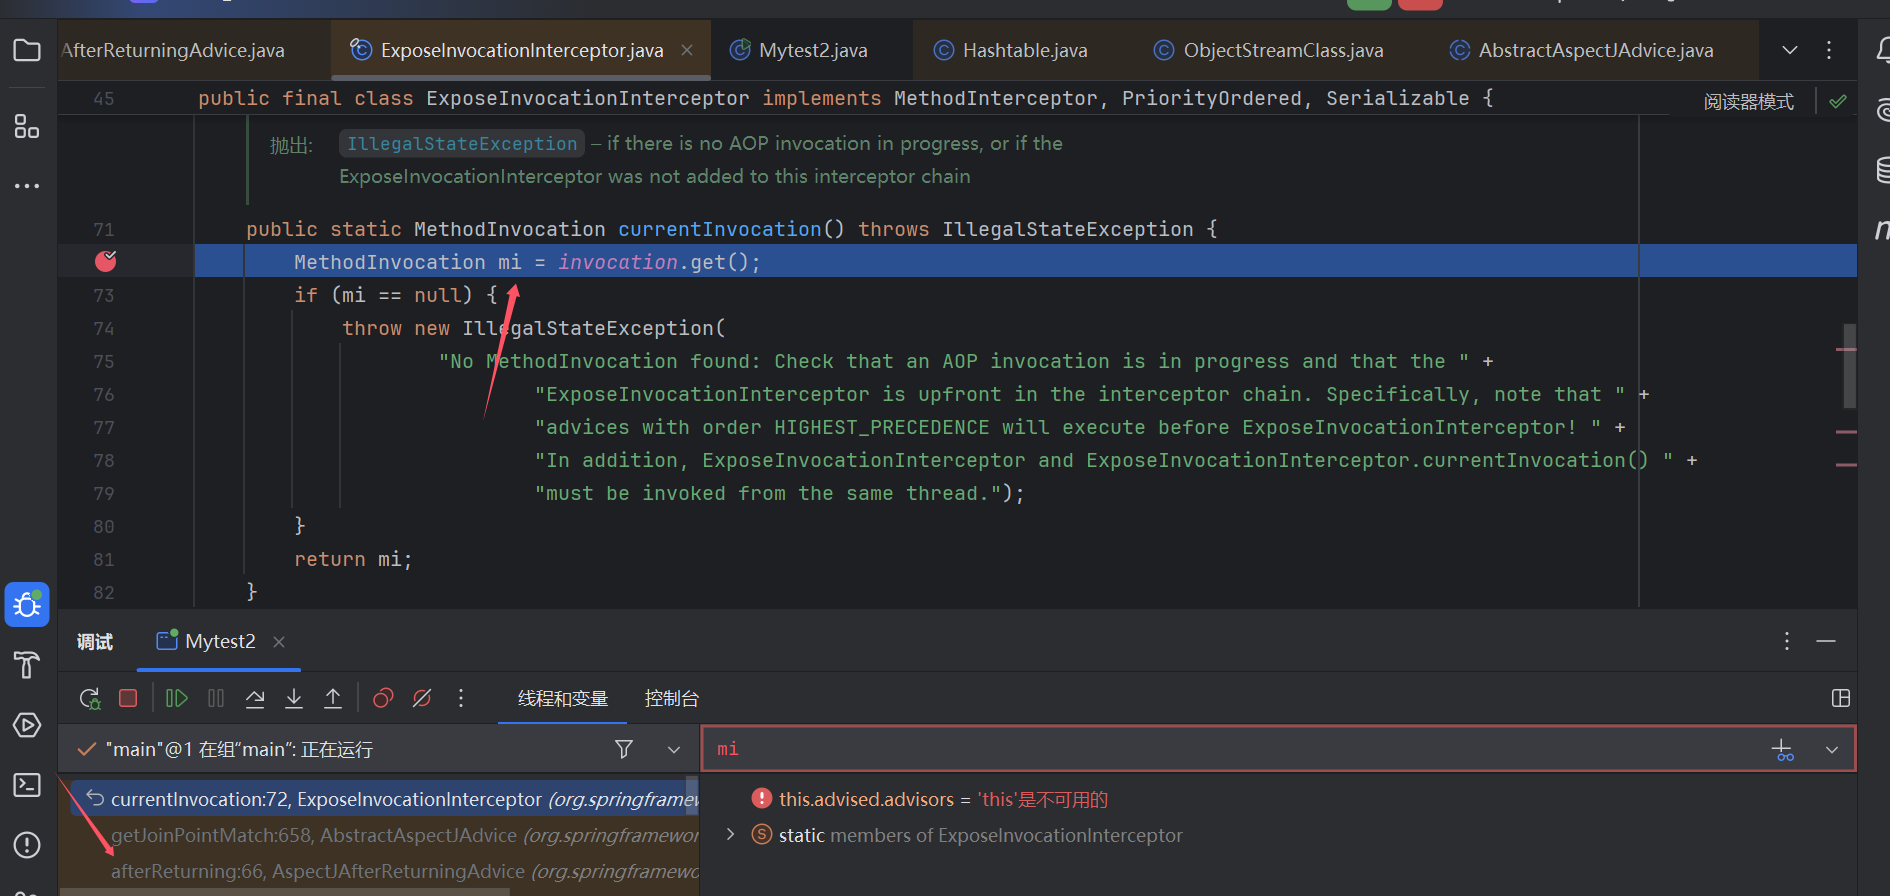 AfterReturningAdvice.java ExposeInvocationInterceptor.java Mytest2.java Hashtable.java ObjectStreamClass.java AbstractAspectJAdvice.java
45 public final class ExposeInvocationInterceptor implements MethodInterceptor, PriorityOrdered, Serializable {
阅读器模式
抛出: IllegalStateException – if there is no AOP invocation in progress, or if the
ExposeInvocationInterceptor was not added to this interceptor chain
71 public static MethodInvocation currentInvocation() throws IllegalStateException {
MethodInvocation mi = invocation.get();
73 if (mi == null) {
74 throw new IllegalStateException(
75 "No MethodInvocation found: Check that an AOP invocation is in progress and that the " +
76 "ExposeInvocationInterceptor is upfront in the interceptor chain. Specifically, note that " +
77 "advices with order HIGHEST_PRECEDENCE will execute before ExposeInvocationInterceptor! " +
78 "In addition, ExposeInvocationInterceptor and ExposeInvocationInterceptor.currentInvocation() " +
79 "must be invoked from the same thread.");
80 }
81 return mi;
82 }
调试 Mytest2
线程和变量 控制台
"main"@1 在组"main": 正在运行
mi
currentInvocation:72, ExposeInvocationInterceptor (org.springframew
getJoinPointMatch:658, AbstractAspectJAdvice (org.springframewor
afterReturning:66, AspectJAfterReturningAdvice (org.springframewo
this.advised.advisors = 'this'是不可用的
static members of ExposeInvocationInterceptor